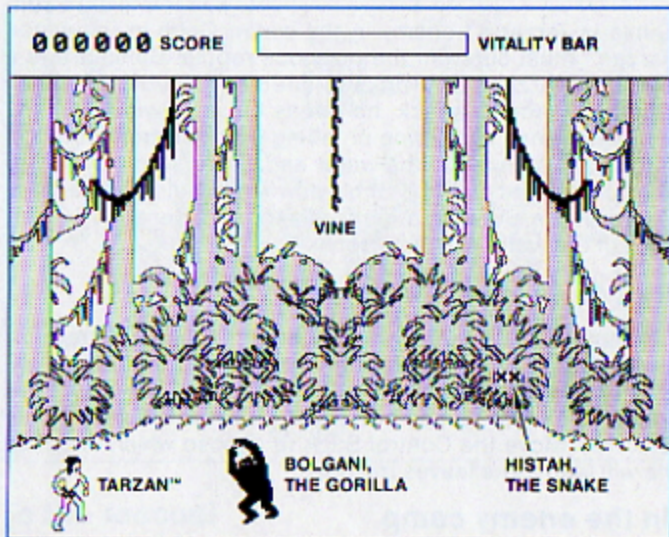 000000 SCORE VITALITY BAR
VINE
TARZAN™
BOLGANI,
THE GORILLA
HISTAH,
THE SNAKE